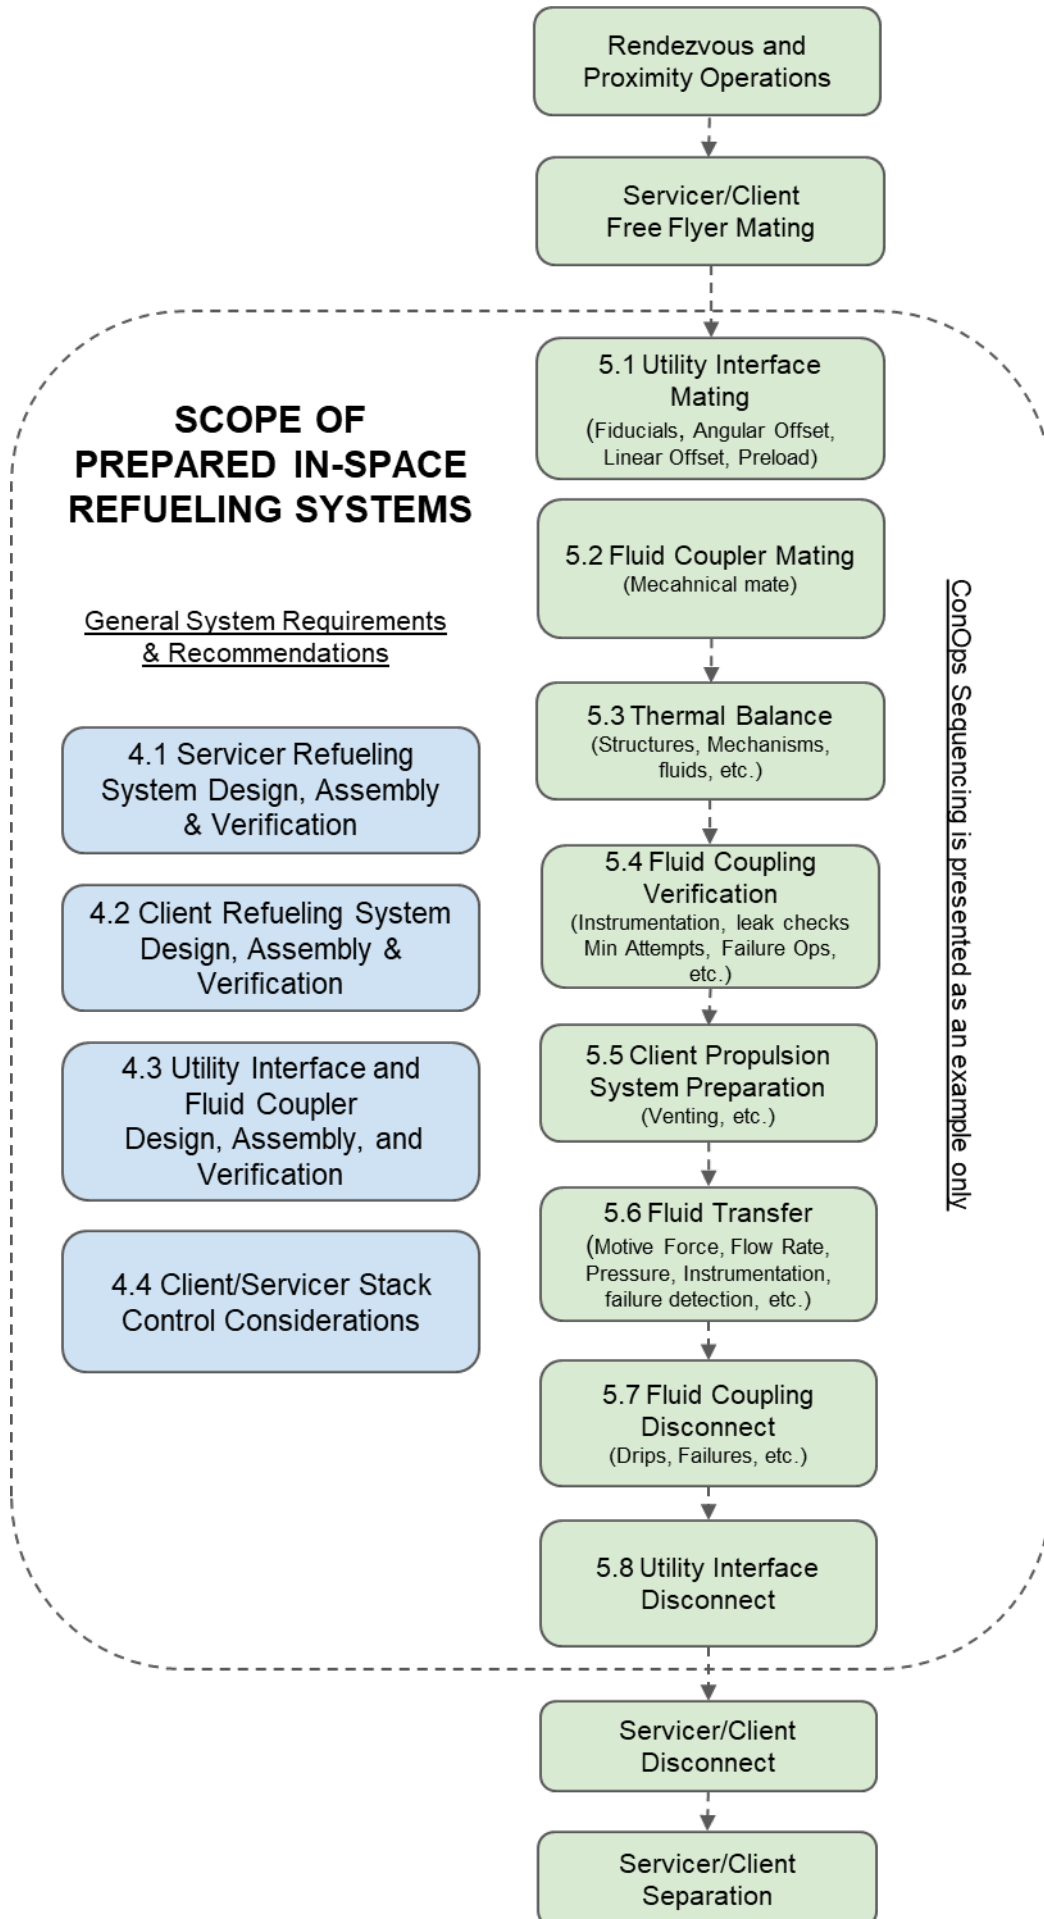 Rendezvous and
Proximity Operations
Servicer/Client
Free Flyer Mating
SCOPE OF
PREPARED IN-SPACE
REFUELING SYSTEMS
General System Requirements
& Recommendations
4.1 Servicer Refueling
System Design, Assembly
& Verification
4.2 Client Refueling System
Design, Assembly &
Verification
4.3 Utility Interface and
Fluid Coupler
Design, Assembly, and
Verification
4.4 Client/Servicer Stack
Control Considerations
5.1 Utility Interface
Mating
(Fiducials, Angular Offset,
Linear Offset, Preload)
5.2 Fluid Coupler Mating
(Mecahnical mate)
5.3 Thermal Balance
(Structures, Mechanisms,
fluids, etc.)
5.4 Fluid Coupling
Verification
(Instrumentation, leak checks
Min Attempts, Failure Ops,
etc.)
5.5 Client Propulsion
System Preparation
(Venting, etc.)
5.6 Fluid Transfer
(Motive Force, Flow Rate,
Pressure, Instrumentation,
failure detection, etc.)
5.7 Fluid Coupling
Disconnect
(Drips, Failures, etc.)
5.8 Utility Interface
Disconnect
ConOps Sequencing is presented as an example only
Servicer/Client
Disconnect
Servicer/Client
Separation